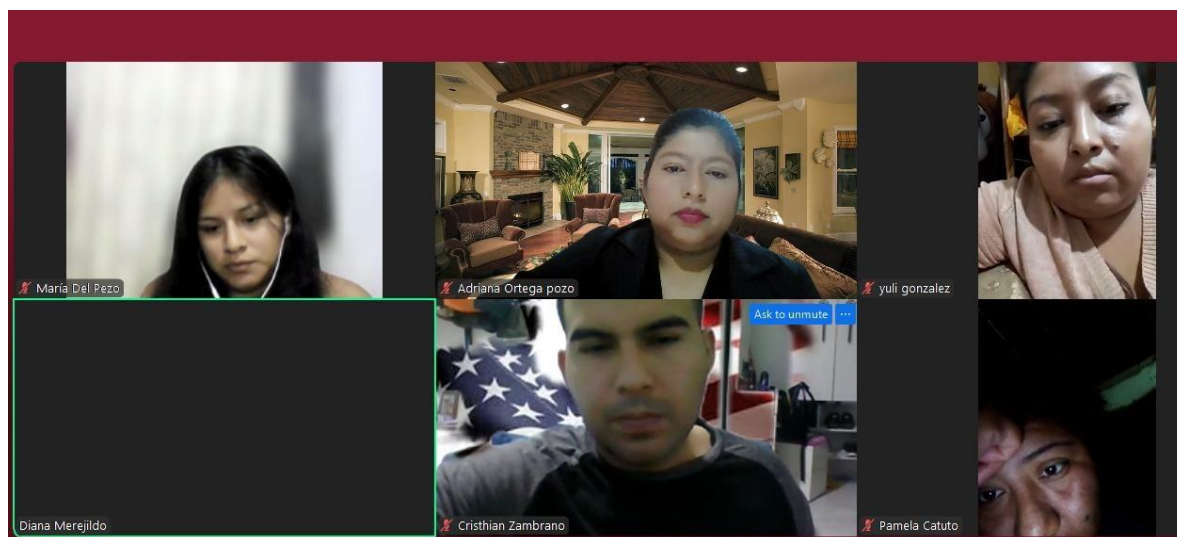 María Del Pezo
Adriana Ortega pozo
yuli gonzalez
Ask to unmute
Diana Merejildo
Cristhian Zambrano
Pamela Catuto